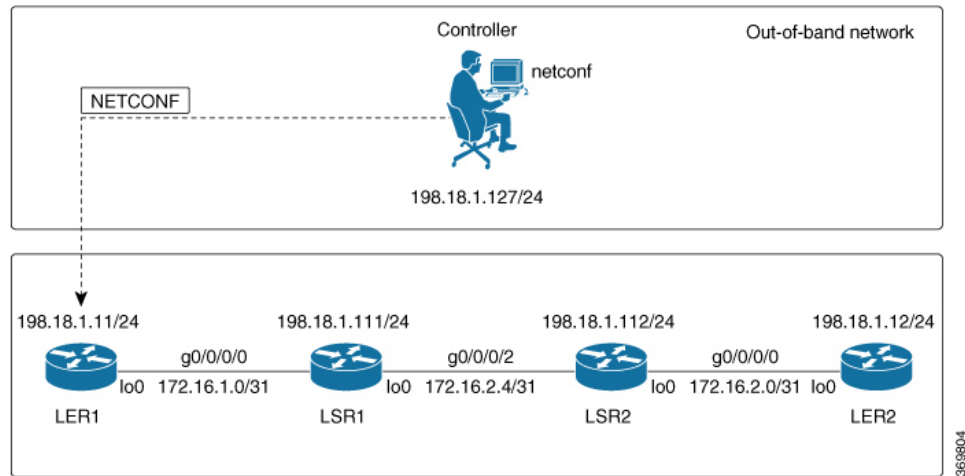 Controller
Out-of-band network
netconf
NETCONF
198.18.1.127/24
198.18.1.11/24
198.18.1.111/24
198.18.1.112/24
198.18.1.12/24
g0/0/0/0
g0/0/0/2
g0/0/0/0
lo0
172.16.1.0/31
lo0
172.16.2.4/31
lo0
172.16.2.0/31
lo0
LER1
LSR1
LSR2
LER2
369804